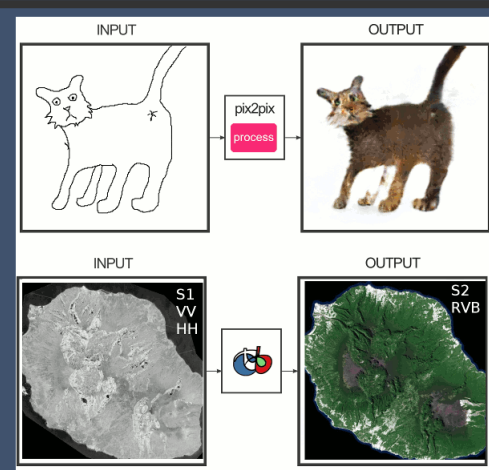 INPUT
OUTPUT
pix2pix
process
INPUT
OUTPUT
S1
VV
HH
S2
RVB